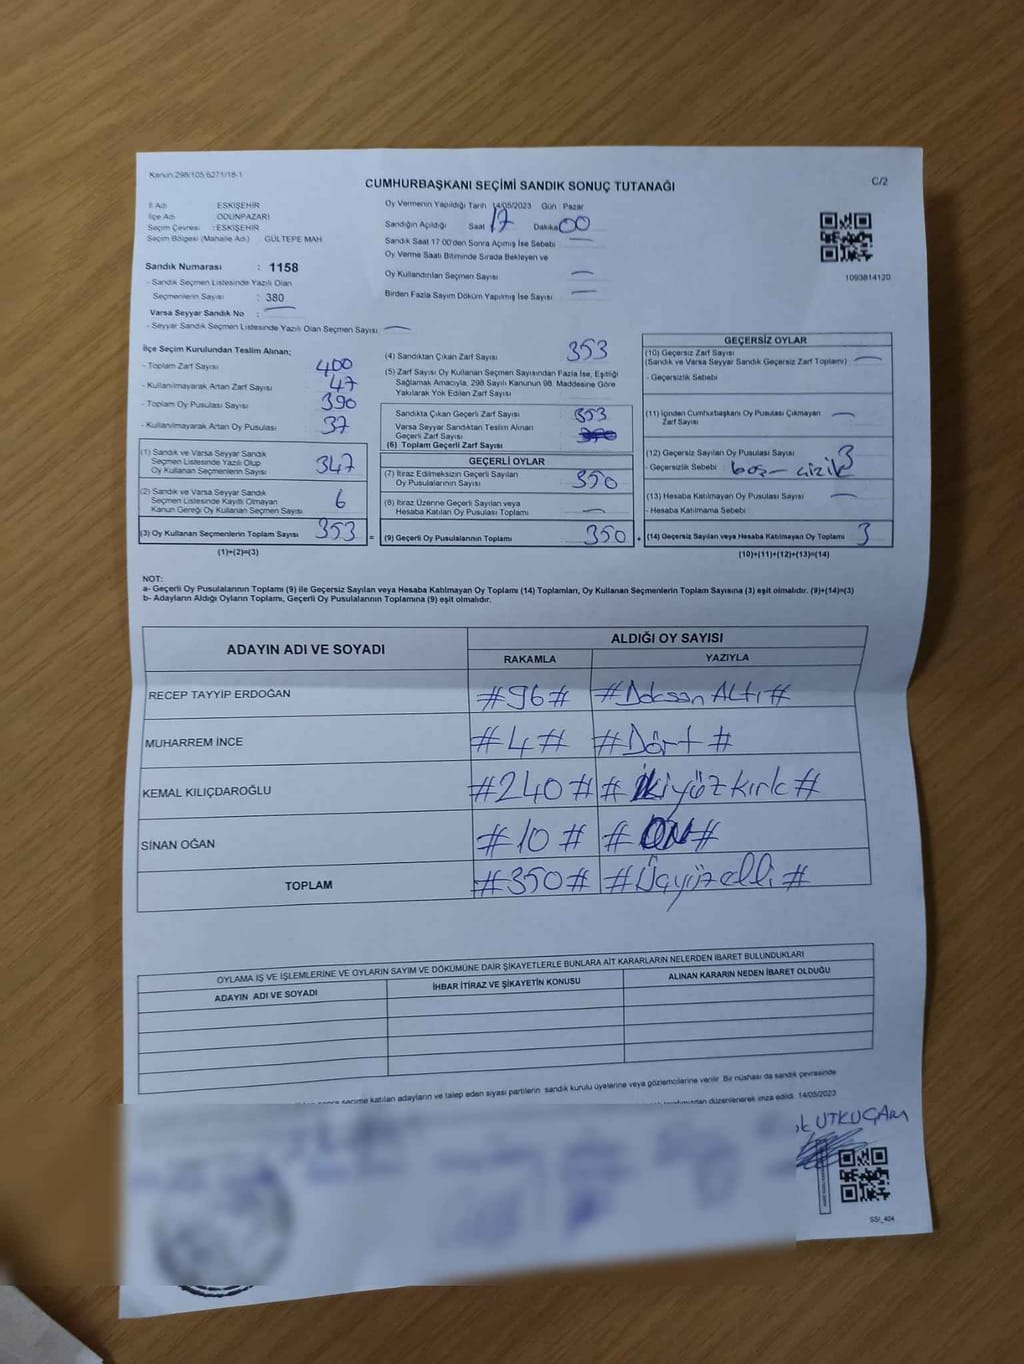 Kanun 298/105,6271/18-1
CUMHURBAŞKANI SEÇİMİ SANDIK SONUÇ TUTANAĞI
C/2
İl Adı ESKİŞEHİR
İlçe Adı ODUNPAZARI
Seçim Çevresi : ESKİŞEHİR
Seçim Bölgesi (Mahalle Adı) GÜLTEPE MAH
Sandık Numarası : 1158
- Sandık Seçmen Listesinde Yazılı Olan
Seçmenlerin Sayısı : 380
Varsa Seyyar Sandık No :
- Seyyar Sandık Seçmen Listesinde Yazılı Olan Seçmen Sayısı
Oy Vermenin Yapıldığı Tarih 14/05/2023 Gün : Pazar
Sandığın Açıldığı Saat 17 Dakika 00
Sandık Saat 17:00'den Sonra Açımış İse Sebebi
Oy Verme Saati Bitiminde Sırada Bekleyen ve
Oy Kullandırılan Seçmen Sayısı
Birden Fazla Sayım Döküm Yapılmış İse Sayısı
1093814120
İlçe Seçim Kurulundan Teslim Alınan;
- Toplam Zarf Sayısı 400
- Kullanılmayarak Artan Zarf Sayısı 47
- Toplam Oy Pusulası Sayısı 390
- Kullanılmayarak Artan Oy Pusulası 37
(1) Sandık ve Varsa Seyyar Sandık
Seçmen Listesinde Yazılı Olup
Oy Kullanan Seçmenlerin Sayısı 347
(2) Sandık ve Varsa Seyyar Sandık
Seçmen Listesinde Kayıtlı Olmayan
Kanun Gereği Oy Kullanan Seçmen Sayısı 6
(3) Oy Kullanan Seçmenlerin Toplam Sayısı 353 =
(1)+(2)=(3)
(4) Sandıktan Çıkan Zarf Sayısı 353
(5) Zarf Sayısı Oy Kullanan Seçmen Sayısından Fazla İse, Eşitliği
Sağlamak Amacıyla, 298 Sayılı Kanunun 98. Maddesine Göre
Yakılarak Yok Edilen Zarf Sayısı
Sandıkta Çıkan Geçerli Zarf Sayısı 353
Varsa Seyyar Sandıktan Teslim Alınan
Geçerli Zarf Sayısı
(6) Toplam Geçerli Zarf Sayısı
GEÇERLİ OYLAR
(7) İtiraz Edilmeksizin Geçerli Sayılan
Oy Pusulalarının Sayısı 350
(8) İtiraz Üzerine Geçerli Sayılan veya
Hesaba Katılan Oy Pusulası Toplamı
(9) Geçerli Oy Pusulalarının Toplamı 350 +
GEÇERSİZ OYLAR
(10) Geçersiz Zarf Sayısı
(Sandık ve Varsa Seyyar Sandık Geçersiz Zarf Toplamı)
- Geçersizlik Sebebi
(11) İçinden Cumhurbaşkanı Oy Pusulası Çıkmayan
Zarf Sayısı
(12) Geçersiz Sayılan Oy Pusulası Sayısı 3
- Geçersizlik Sebebi : boş - çizik
(13) Hesaba Katılmayan Oy Pusulası Sayısı
- Hesaba Katılmama Sebebi
(14) Geçersiz Sayılan veya Hesaba Katılmayan Oy Toplamı 3
(10)+(11)+(12)+(13)=(14)
NOT:
a- Geçerli Oy Pusulalarının Toplamı (9) ile Geçersiz Sayılan veya Hesaba Katılmayan Oy Toplamı (14) Toplamları, Oy Kullanan Seçmenlerin Toplam Sayısına (3) eşit olmalıdır. (9)+(14)=(3)
b- Adayların Aldığı Oyların Toplamı, Geçerli Oy Pusulalarının Toplamına (9) eşit olmalıdır.
ADAYIN ADI VE SOYADI
ALDIĞI OY SAYISI
RAKAMLA YAZIYLA
RECEP TAYYİP ERDOĞAN #96# #Doksan Altı#
MUHARREM İNCE #4# #Dört#
KEMAL KILIÇDAROĞLU #240# #İkiyüz kırk#
SİNAN OĞAN #10# #ON#
TOPLAM #350# #Üçyüz elli#
OYLAMA İŞ VE İŞLEMLERİNE VE OYLARIN SAYIM VE DÖKÜMÜNE DAİR ŞİKAYETLERLE BUNLARA AİT KARARLARIN NELERDEN İBARET BULUNDUKLARI
ADAYIN ADI VE SOYADI İHBAR İTİRAZ VE ŞİKAYETİN KONUSU ALINAN KARARIN NEDEN İBARET OLDUĞU
seçime katılan adayların ve talep eden siyasi partilerin sandık kurulu üyelerine veya gözlemcilerine verilir. Bir nüshası da sandık çevresinde
düzenlenerek imza edildi. 14/05/2023
UTKUÇAM
SSI_404